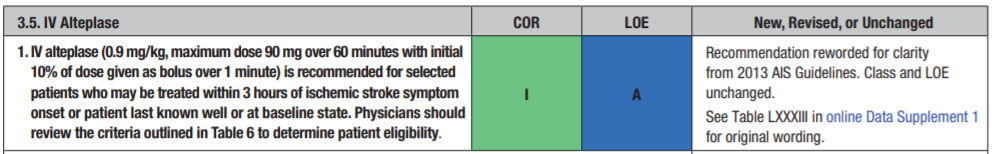 3.5. IV Alteplase
COR
LOE
New, Revised, or Unchanged
1. IV alteplase (0.9 mg/kg, maximum dose 90 mg over 60 minutes with initial
10% of dose given as bolus over 1 minute) is recommended for selected
patients who may be treated within 3 hours of ischemic stroke symptom
onset or patient last known well or at baseline state. Physicians should
review the criteria outlined in Table 6 to determine patient eligibility.
I
A
Recommendation reworded for clarity
from 2013 AIS Guidelines. Class and LOE
unchanged.
See Table LXXXIII in online Data Supplement 1
for original wording.